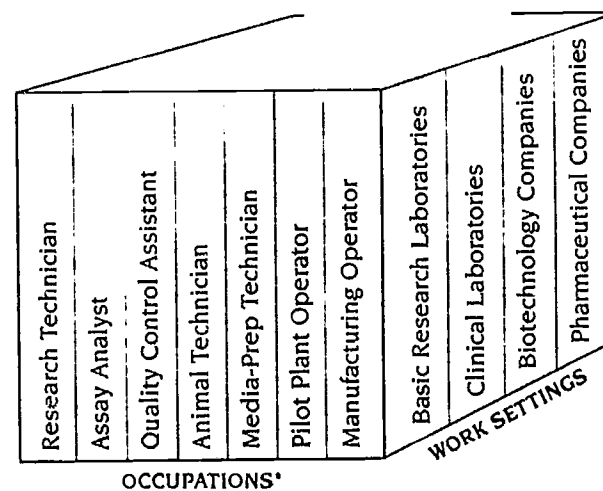 Research Technician
Assay Analyst
Quality Control Assistant
Animal Technician
Media-Prep Technician
Pilot Plant Operator
Manufacturing Operator
Basic Research Laboratories
Clinical Laboratories
Biotechnology Companies
Pharmaceutical Companies
OCCUPATIONS*
WORK SETTINGS